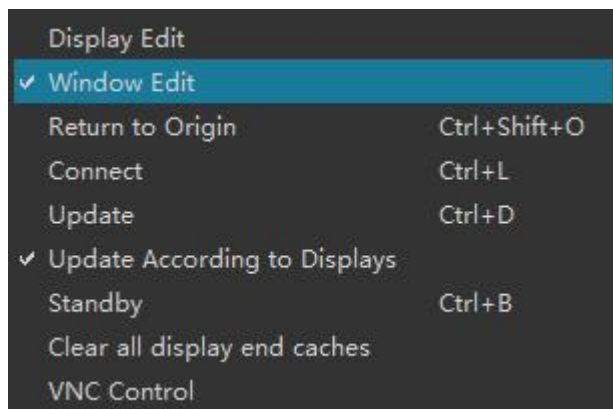 Display Edit
Window Edit
Return to Origin Ctrl+Shift+O
Connect Ctrl+L
Update Ctrl+D
Update According to Displays
Standby Ctrl+B
Clear all display end caches
VNC Control